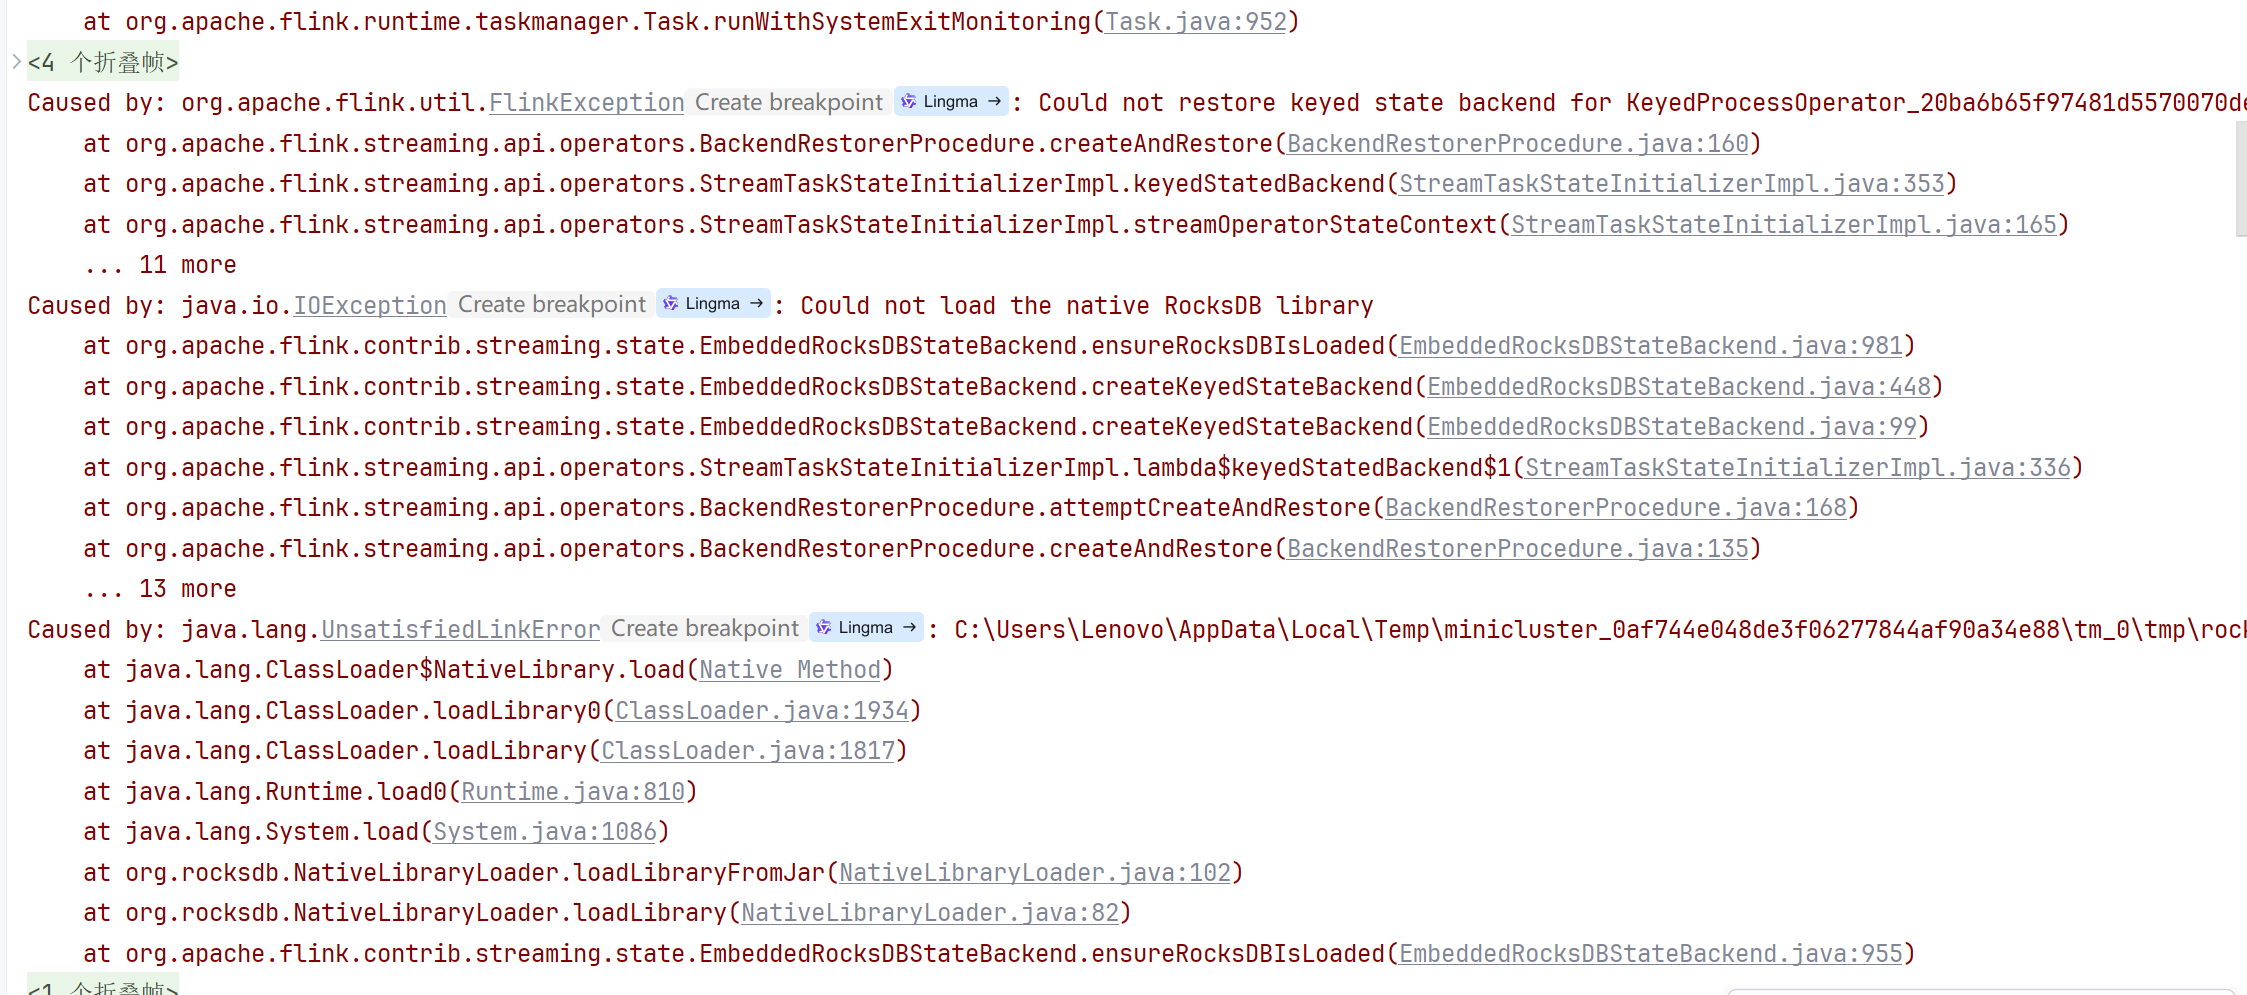 at org.apache.flink.runtime.taskmanager.Task.runWithSystemExitMonitoring(Task.java:952)
<4 个折叠帧>
Caused by: org.apache.flink.util.FlinkException Create breakpoint Lingma → : Could not restore keyed state backend for KeyedProcessOperator_20ba6b65f97481d5570070de
at org.apache.flink.streaming.api.operators.BackendRestorerProcedure.createAndRestore(BackendRestorerProcedure.java:160)
at org.apache.flink.streaming.api.operators.StreamTaskStateInitializerImpl.keyedStatedBackend(StreamTaskStateInitializerImpl.java:353)
at org.apache.flink.streaming.api.operators.StreamTaskStateInitializerImpl.streamOperatorStateContext(StreamTaskStateInitializerImpl.java:165)
... 11 more
Caused by: java.io.IOException Create breakpoint Lingma → : Could not load the native RocksDB library
at org.apache.flink.contrib.streaming.state.EmbeddedRocksDBStateBackend.ensureRocksDBIsLoaded(EmbeddedRocksDBStateBackend.java:981)
at org.apache.flink.contrib.streaming.state.EmbeddedRocksDBStateBackend.createKeyedStateBackend(EmbeddedRocksDBStateBackend.java:448)
at org.apache.flink.contrib.streaming.state.EmbeddedRocksDBStateBackend.createKeyedStateBackend(EmbeddedRocksDBStateBackend.java:99)
at org.apache.flink.streaming.api.operators.StreamTaskStateInitializerImpl.lambda$keyedStatedBackend$1(StreamTaskStateInitializerImpl.java:336)
at org.apache.flink.streaming.api.operators.BackendRestorerProcedure.attemptCreateAndRestore(BackendRestorerProcedure.java:168)
at org.apache.flink.streaming.api.operators.BackendRestorerProcedure.createAndRestore(BackendRestorerProcedure.java:135)
... 13 more
Caused by: java.lang.UnsatisfiedLinkError Create breakpoint Lingma → : C:\Users\Lenovo\AppData\Local\Temp\minicluster_0af744e048de3f06277844af90a34e88\tm_0\tmp\rock
at java.lang.ClassLoader$NativeLibrary.load(Native Method)
at java.lang.ClassLoader.loadLibrary0(ClassLoader.java:1934)
at java.lang.ClassLoader.loadLibrary(ClassLoader.java:1817)
at java.lang.Runtime.load0(Runtime.java:810)
at java.lang.System.load(System.java:1086)
at org.rocksdb.NativeLibraryLoader.loadLibraryFromJar(NativeLibraryLoader.java:102)
at org.rocksdb.NativeLibraryLoader.loadLibrary(NativeLibraryLoader.java:82)
at org.apache.flink.contrib.streaming.state.EmbeddedRocksDBStateBackend.ensureRocksDBIsLoaded(EmbeddedRocksDBStateBackend.java:955)
<1 个折叠帧>